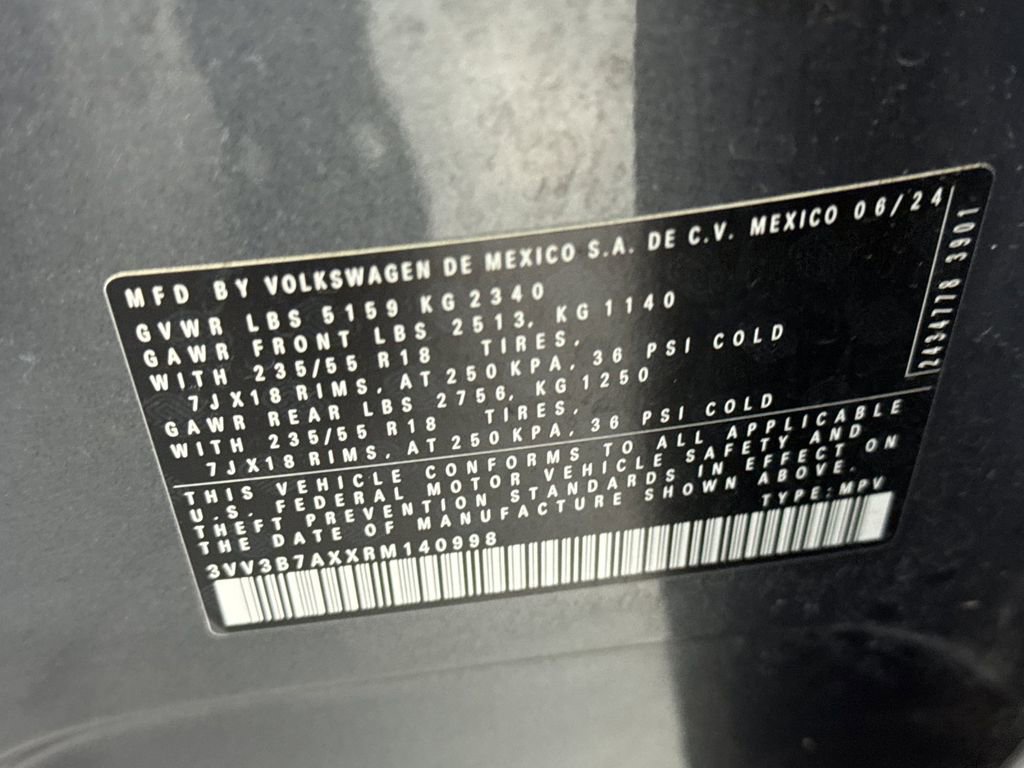 MFD BY VOLKSWAGEN DE MEXICO S.A. DE C.V. MEXICO 06/24
GVWR LBS 5159 KG 2340
GAWR FRONT LBS 2513, KG 1140
WITH 235/55 R18 TIRES,
7JX18 RIMS, AT 250 KPA, 36 PSI COLD
GAWR REAR LBS 2756, KG 1250
WITH 235/55 R18 TIRES,
7JX18 RIMS, AT 250 KPA, 36 PSI COLD
THIS VEHICLE CONFORMS TO ALL APPLICABLE
U.S. FEDERAL MOTOR VEHICLE SAFETY AND
THEFT PREVENTION STANDARDS IN EFFECT ON
THE DATE OF MANUFACTURE SHOWN ABOVE.
3VV3B7AXXRM140998 TYPE: MPV
2494778 3901